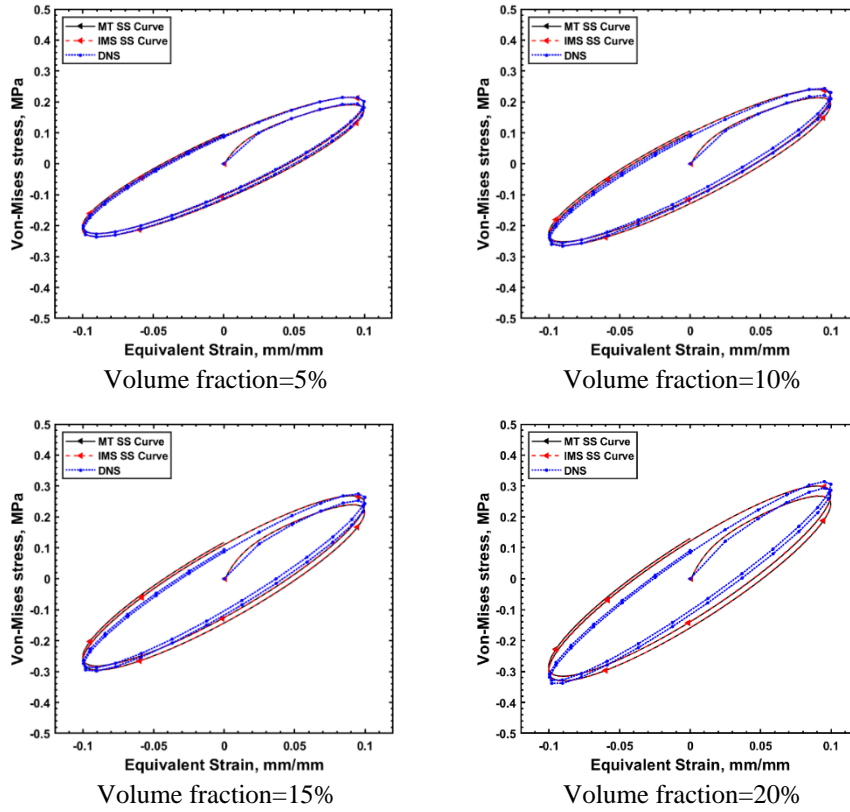 0.5
0.4
0.3
0.2
0.1
0
-0.1
-0.2
-0.3
-0.4
-0.5
Von-Mises stress, MPa
MT SS Curve
IMS SS Curve
DNS
-0.1 -0.05 0 0.05 0.1
Equivalent Strain, mm/mm
Volume fraction=5%
0.5
0.4
0.3
0.2
0.1
0
-0.1
-0.2
-0.3
-0.4
-0.5
Von-Mises stress, MPa
MT SS Curve
IMS SS Curve
DNS
-0.1 -0.05 0 0.05 0.1
Equivalent Strain, mm/mm
Volume fraction=10%
0.5
0.4
0.3
0.2
0.1
0
-0.1
-0.2
-0.3
-0.4
-0.5
Von-Mises stress, MPa
MT SS Curve
IMS SS Curve
DNS
-0.1 -0.05 0 0.05 0.1
Equivalent Strain, mm/mm
Volume fraction=15%
0.5
0.4
0.3
0.2
0.1
0
-0.1
-0.2
-0.3
-0.4
-0.5
Von-Mises stress, MPa
MT SS Curve
IMS SS Curve
DNS
-0.1 -0.05 0 0.05 0.1
Equivalent Strain, mm/mm
Volume fraction=20%